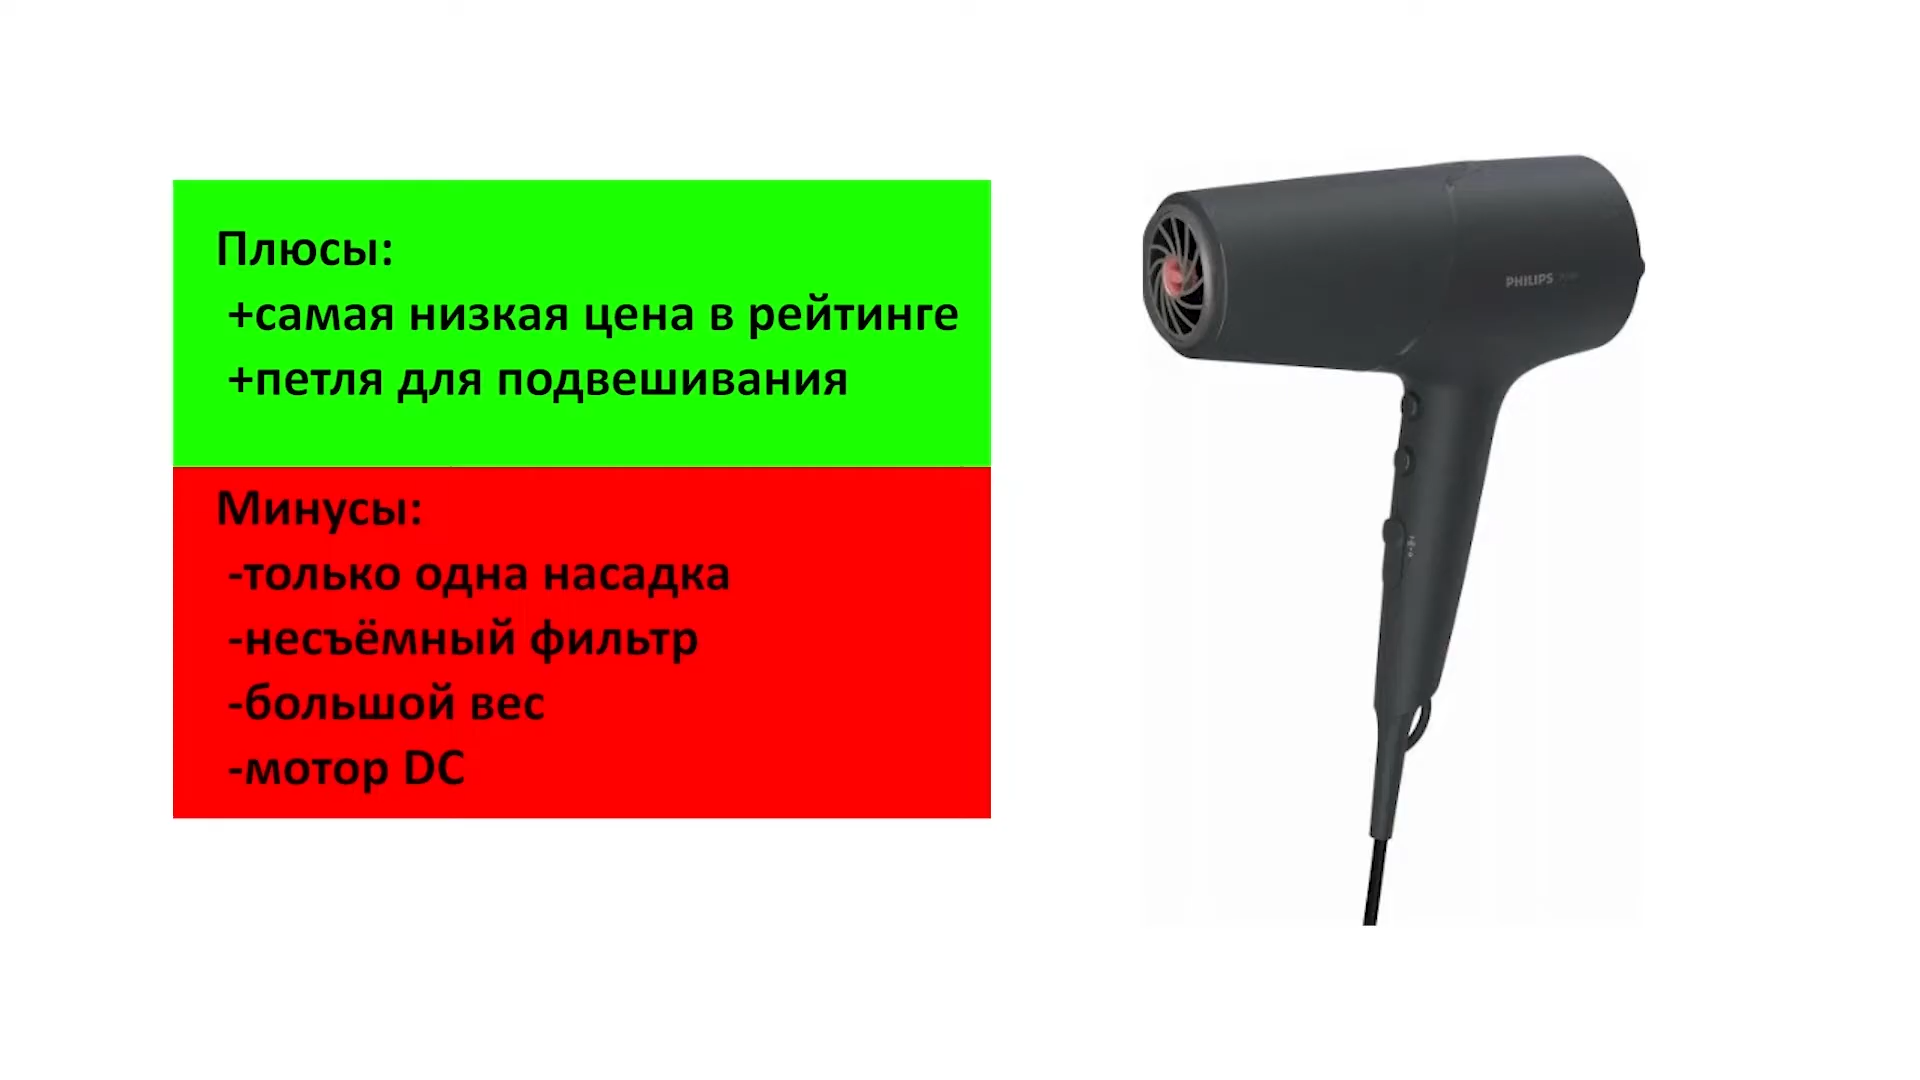 Плюсы:
+самая низкая цена в рейтинге
+петля для подвешивания
Минусы:
-только одна насадка
-несъёмный фильтр
-большой вес
-мотор DC
PHILIPS